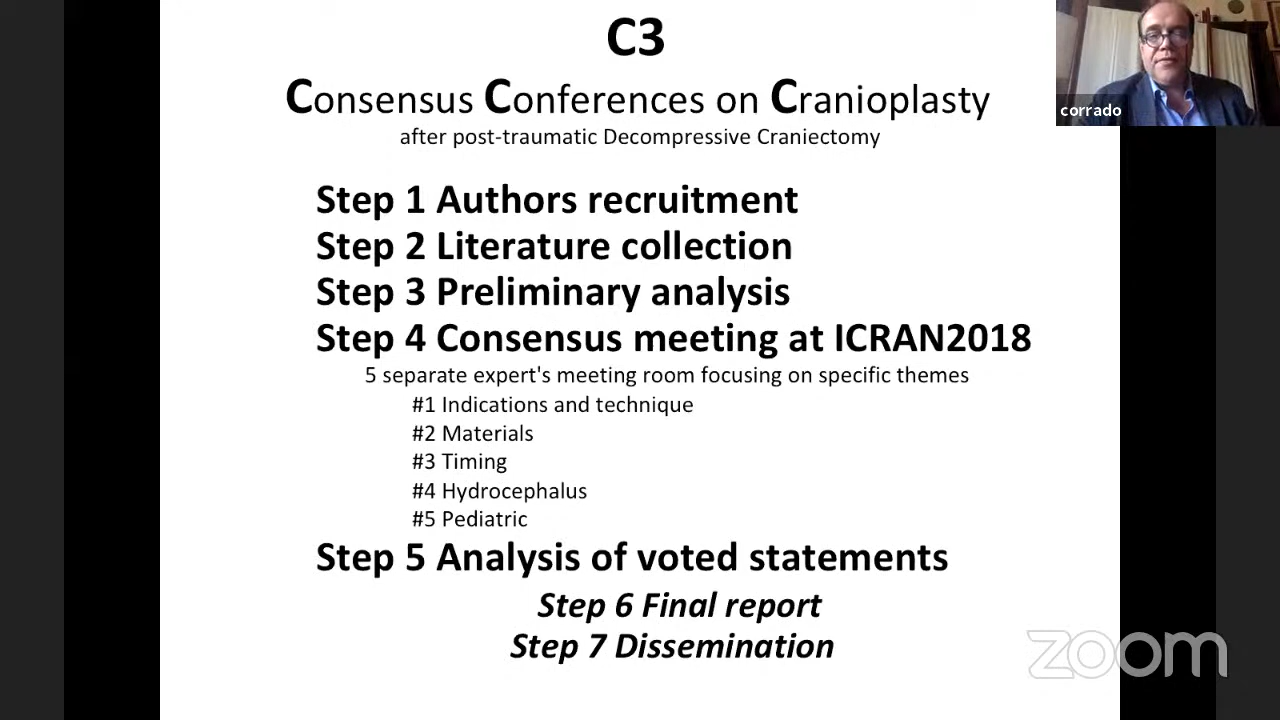 C3
Consensus Conferences on Cranioplasty
after post-traumatic Decompressive Craniectomy
corrado
Step 1 Authors recruitment
Step 2 Literature collection
Step 3 Preliminary analysis
Step 4 Consensus meeting at ICRAN2018
5 separate expert's meeting room focusing on specific themes
#1 Indications and technique
#2 Materials
#3 Timing
#4 Hydrocephalus
#5 Pediatric
Step 5 Analysis of voted statements
Step 6 Final report
Step 7 Dissemination
zoom